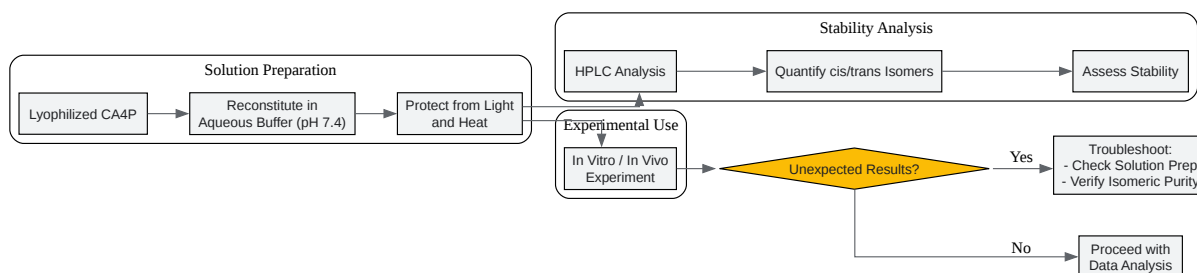 Solution Preparation
Lyophilized CA4P
Reconstitute in
Aqueous Buffer (pH 7.4)
Protect from Light
and Heat
Stability Analysis
HPLC Analysis
Quantify cis/trans Isomers
Assess Stability
Experimental Use
In Vitro / In Vivo
Experiment
Unexpected Results?
Yes
Troubleshoot:
- Check Solution Prep
- Verify Isomeric Purity
No
Proceed with
Data Analysis